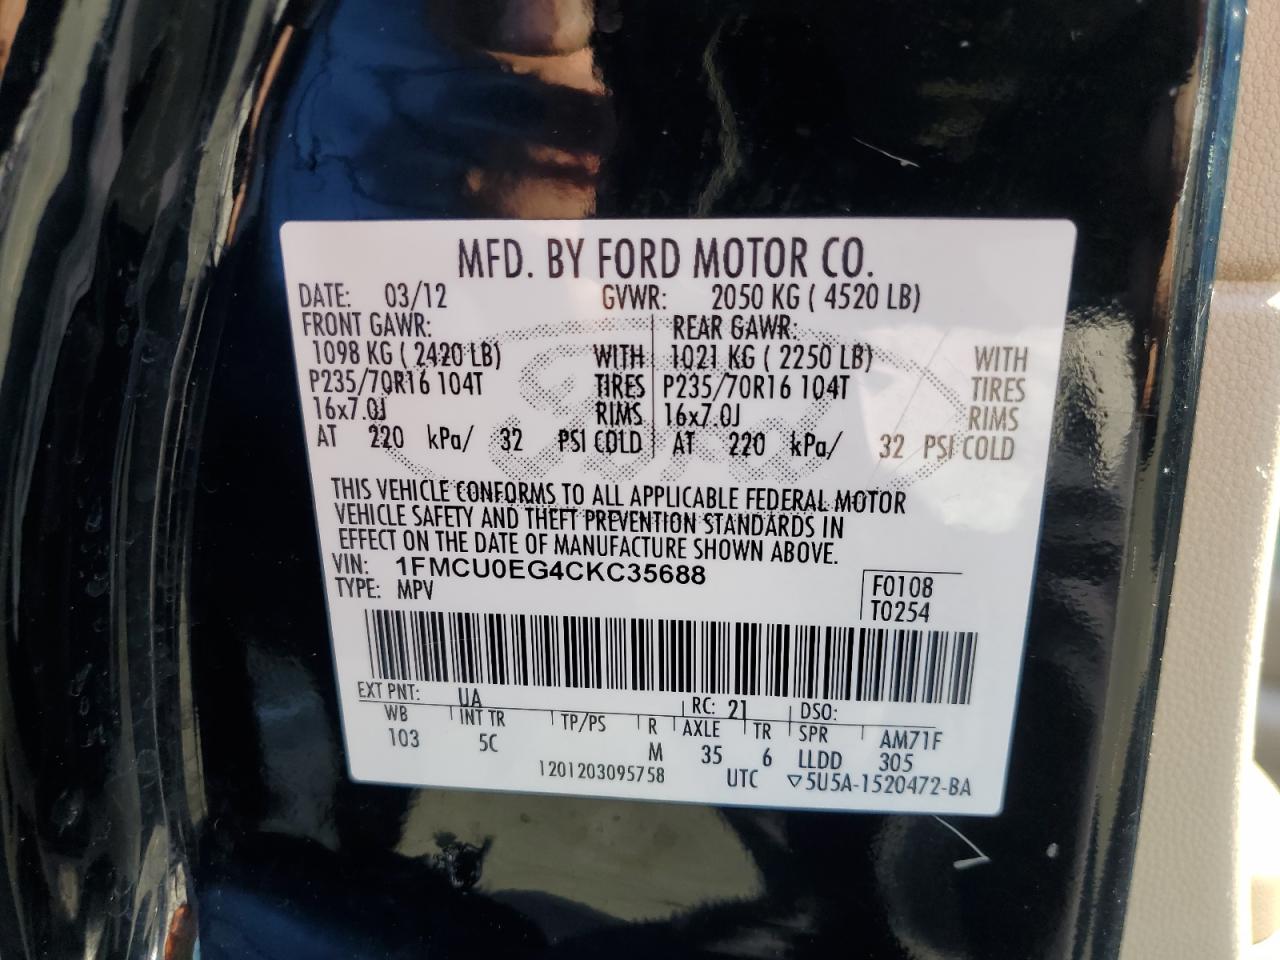 MFD. BY FORD MOTOR CO.
DATE: 03/12 GVWR: 2050 KG ( 4520 LB)
FRONT GAWR: REAR GAWR:
1098 KG ( 2420 LB) WITH 1021 KG ( 2250 LB) WITH
P235/70R16 104T TIRES P235/70R16 104T TIRES
16x7.0J RIMS 16x7.0J RIMS
AT 220 kPa/ 32 PSI COLD AT 220 kPa/ 32 PSI COLD
THIS VEHICLE CONFORMS TO ALL APPLICABLE FEDERAL MOTOR
VEHICLE SAFETY AND THEFT PREVENTION STANDARDS IN
EFFECT ON THE DATE OF MANUFACTURE SHOWN ABOVE.
VIN: 1FMCU0EG4CKC35688
TYPE: MPV
F0108
T0254
EXT PNT: UA RC: 21 DSO:
WB INT TR TP/PS R AXLE TR SPR AM71F
103 5C M 35 6 LLDD 305
1201203095758 UTC ▽5U5A-1520472-BA
Ford